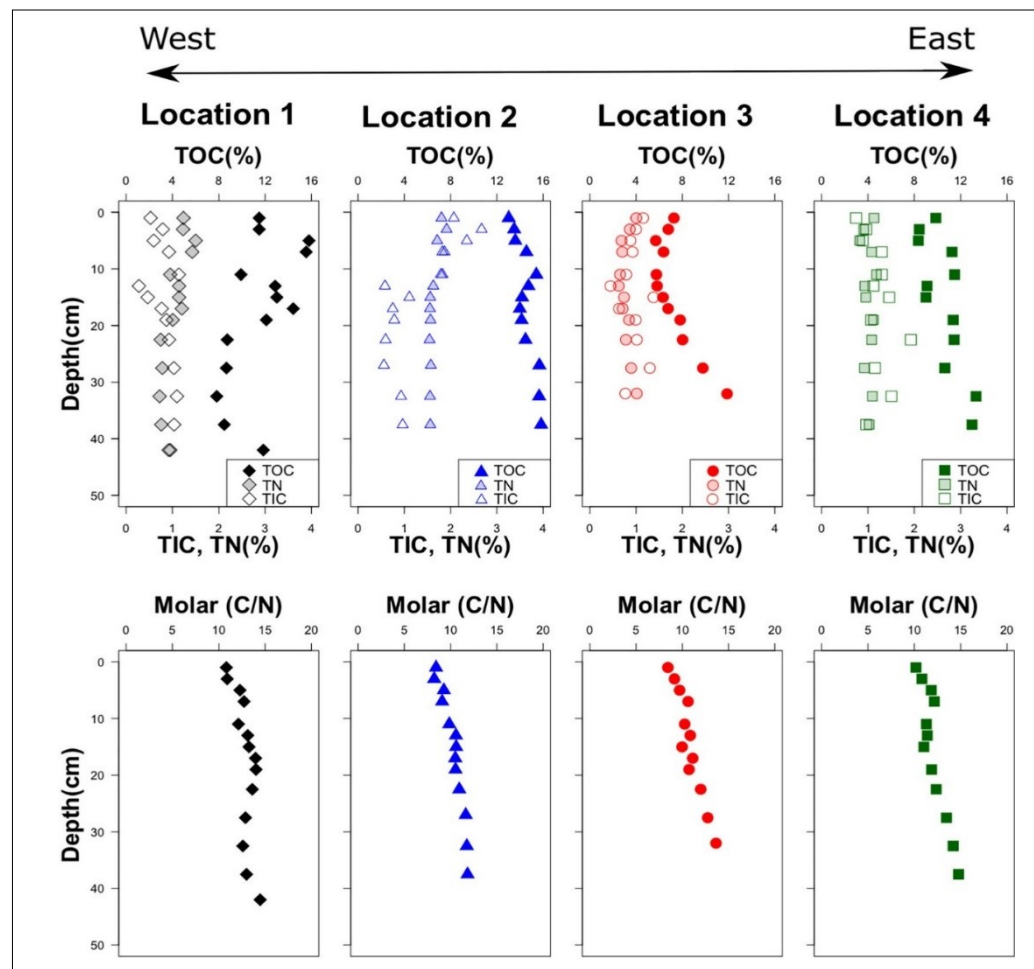 West East
Location 1 Location 2 Location 3 Location 4
TOC(%) TOC(%) TOC(%) TOC(%)
0 4 8 12 16 0 4 8 12 16 0 4 8 12 16 0 4 8 12 16
0
10
20
30
40
50
Depth(cm)
TOC TOC TOC TOC
TN TN TN TN
TIC TIC TIC TIC
0 1 2 3 4 0 1 2 3 4 0 1 2 3 4 0 1 2 3 4
TIC, TN(%) TIC, TN(%) TIC, TN(%) TIC, TN(%)
Molar (C/N) Molar (C/N) Molar (C/N) Molar (C/N)
0 5 10 15 20 0 5 10 15 20 0 5 10 15 20 0 5 10 15 20
0
10
20
30
40
50
Depth(cm)